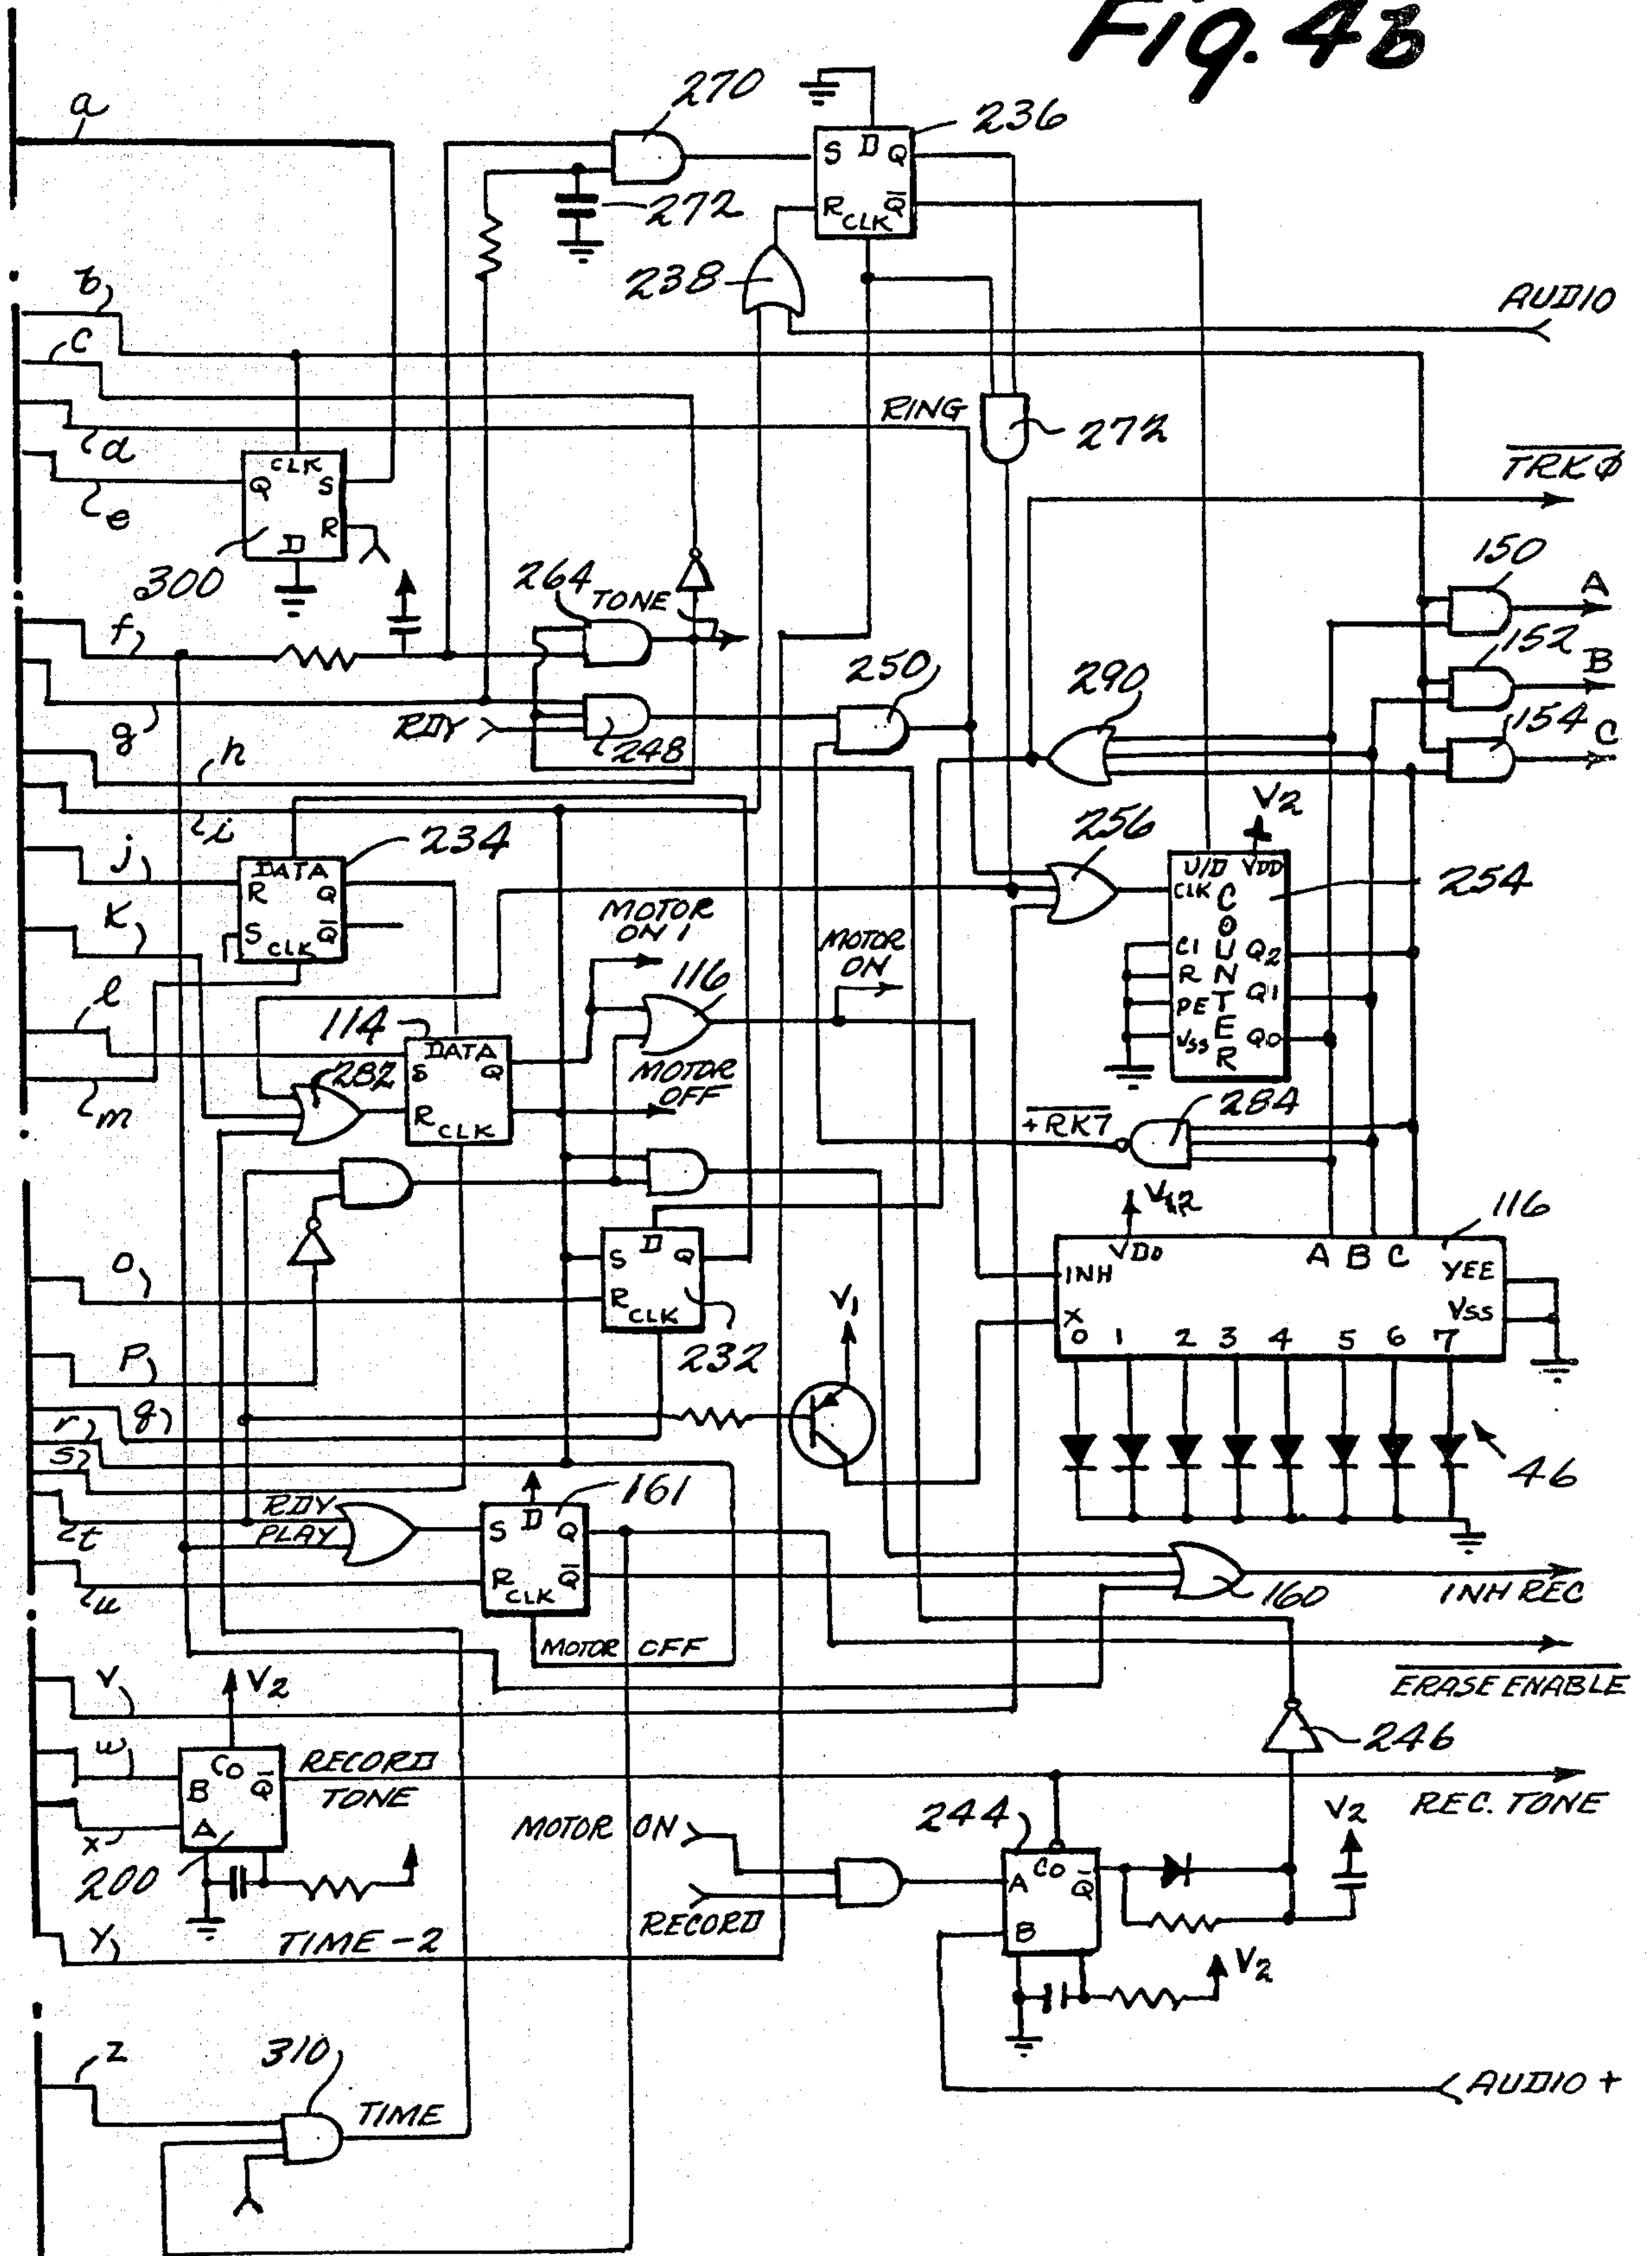 Fig. 4b
a
270
236
S D Q
R CLK Q̅
272
238
b
AUDIO
c
RING
272
d
TRK0̅
e
CLK
Q S
R
D
300
264
TONE
150
A
f
152
B
250
290
154
C
g
RDY
248
h
V2
i
234
256
j
DATA
R Q
S CLK Q̅
U/D VDD
CLK
COUNTER
254
K
MOTOR
ON 1
MOTOR
ON
CI
R
PE
VSS
Q2
Q1
Q0
l
116
114
DATA
S Q
R CLK
282
MOTOR
OFF
m
+RK7
284
V12
116
O
S D Q
R CLK
232
VDD
INH
X
A B C
YEE
VSS
0 1 2 3 4 5 6 7
V1
P
q
r
s
46
161
RDY
PLAY
S D Q
R CLK Q̅
t
u
160
INH REC
MOTOR OFF
V
V2
ERASE ENABLE
246
w
CO
B Q̅
A
RECORD
TONE
REC. TONE
x
200
MOTOR ON
244
V2
CO
A Q̅
B
RECORD
Y
TIME-2
V2
z
310
TIME
AUDIO +